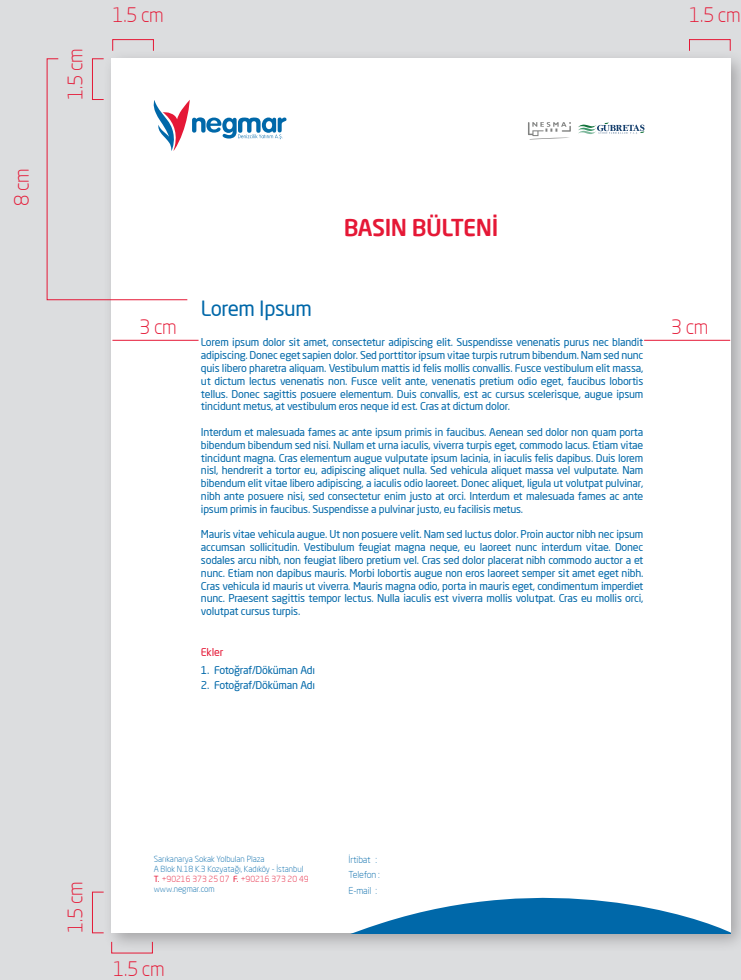 1.5 cm
1.5 cm
1.5 cm
8 cm
negmar
Denizcilik Yatırım A.Ş.
NESMA
GÜBRETAŞ
BASIN BÜLTENİ
Lorem Ipsum
3 cm
3 cm
Lorem ipsum dolor sit amet, consectetur adipiscing elit. Suspendisse venenatis purus nec blandit
adipiscing. Donec eget sapien dolor. Sed porttitor ipsum vitae turpis rutrum bibendum. Nam sed nunc
quis libero pharetra aliquam. Vestibulum mattis id felis mollis convallis. Fusce vestibulum elit massa,
ut dictum lectus venenatis non. Fusce velit ante, venenatis pretium odio eget, faucibus lobortis
tellus. Donec sagittis posuere elementum. Duis convallis, est ac cursus scelerisque, augue ipsum
tincidunt metus, at vestibulum eros neque id est. Cras at dictum dolor.
Interdum et malesuada fames ac ante ipsum primis in faucibus. Aenean sed dolor non quam porta
bibendum bibendum sed nisi. Nullam et urna iaculis, viverra turpis eget, commodo lacus. Etiam vitae
tincidunt magna. Cras elementum augue vulputate ipsum lacinia, in iaculis felis dapibus. Duis lorem
nisl, hendrerit a tortor eu, adipiscing aliquet nulla. Sed vehicula aliquet massa vel vulputate. Nam
bibendum elit vitae libero adipiscing, a iaculis odio laoreet. Donec aliquet, ligula ut volutpat pulvinar,
nibh ante posuere nisi, sed consectetur enim justo at orci. Interdum et malesuada fames ac ante
ipsum primis in faucibus. Suspendisse a pulvinar justo, eu facilisis metus.
Mauris vitae vehicula augue. Ut non posuere velit. Nam sed luctus dolor. Proin auctor nibh nec ipsum
accumsan sollicitudin. Vestibulum feugiat magna neque, eu laoreet nunc interdum vitae. Donec
sodales arcu nibh, non feugiat libero pretium vel. Cras sed dolor placerat nibh commodo auctor a et
nunc. Etiam non dapibus mauris. Morbi lobortis augue non eros laoreet semper sit amet eget nibh.
Cras vehicula id mauris ut viverra. Mauris magna odio, porta in mauris eget, condimentum imperdiet
nunc. Praesent sagittis tempor lectus. Nulla iaculis est viverra mollis volutpat. Cras eu mollis orci,
volutpat cursus turpis.
Ekler
1. Fotoğraf/Döküman Adı
2. Fotoğraf/Döküman Adı
Sarıkanarya Sokak Yolbulan Plaza
A Blok N.1B K.3 Kozyatağı, Kadıköy - İstanbul
T. +90216 373 25 07 F. +90216 373 20 49
www.negmar.com
İrtibat :
Telefon :
E-mail :
1.5 cm
1.5 cm